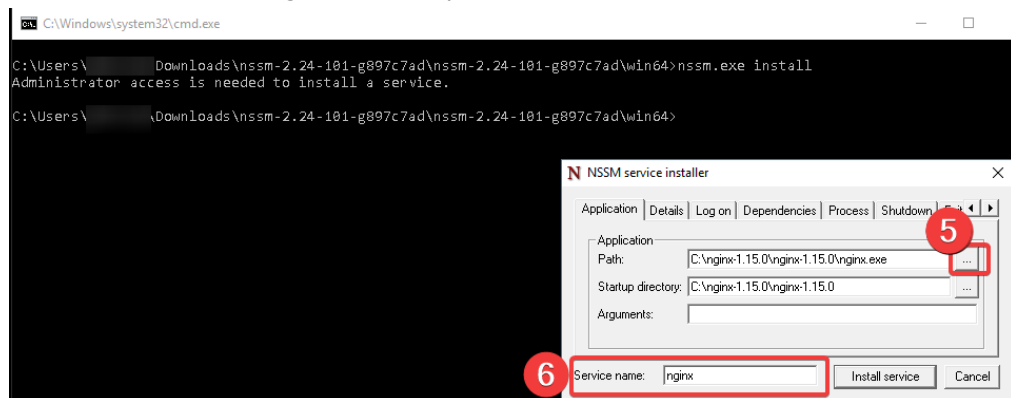 C:\Windows\system32\cmd.exe
C:\Users\ Downloads\nssm-2.24-101-g897c7ad\nssm-2.24-101-g897c7ad\win64>nssm.exe install
Administrator access is needed to install a service.
C:\Users\ \Downloads\nssm-2.24-101-g897c7ad\nssm-2.24-101-g897c7ad\win64>
NSSM service installer
Application Details Log on Dependencies Process Shutdown
5
Application
Path: C:\nginx-1.15.0\nginx-1.15.0\nginx.exe ...
Startup directory: C:\nginx-1.15.0\nginx-1.15.0 ...
Arguments:
6
Service name: nginx Install service Cancel